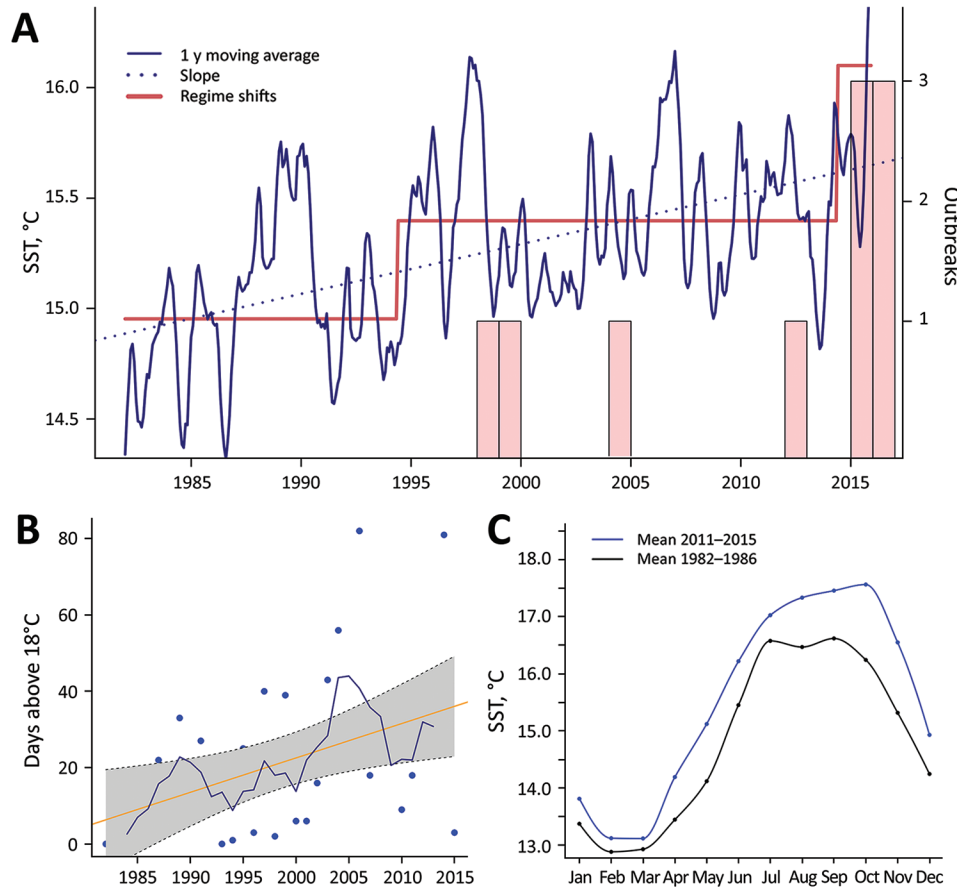 A
1 y moving average
Slope
Regime shifts
SST, °C
16.0
15.5
15.0
14.5
3
2
1
Outbreaks
1985 1990 1995 2000 2005 2010 2015
B
Days above 18°C
80
60
40
20
0
1985 1990 1995 2000 2005 2010 2015
C
Mean 2011–2015
Mean 1982–1986
SST, °C
18.0
17.0
16.0
15.0
14.0
13.0
Jan Feb Mar Apr May Jun Jul Aug Sep Oct Nov Dec